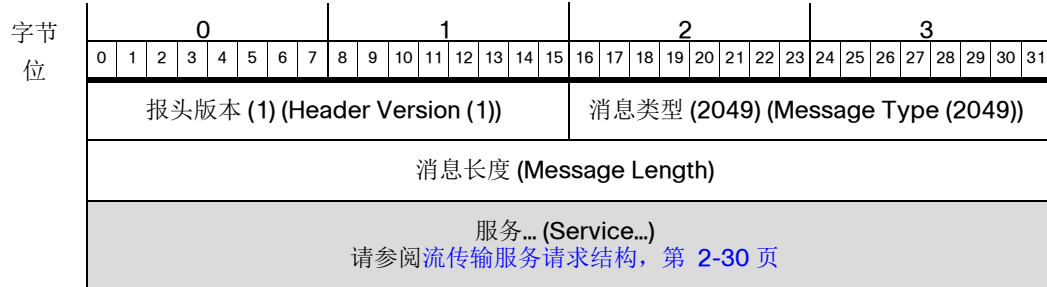 字节 0 1 2 3
位 0 1 2 3 4 5 6 7 8 9 10 11 12 13 14 15 16 17 18 19 20 21 22 23 24 25 26 27 28 29 30 31
报头版本 (1) (Header Version (1)) 消息类型 (2049) (Message Type (2049))
消息长度 (Message Length)
服务... (Service...)
请参阅流传输服务请求结构，第 2-30 页